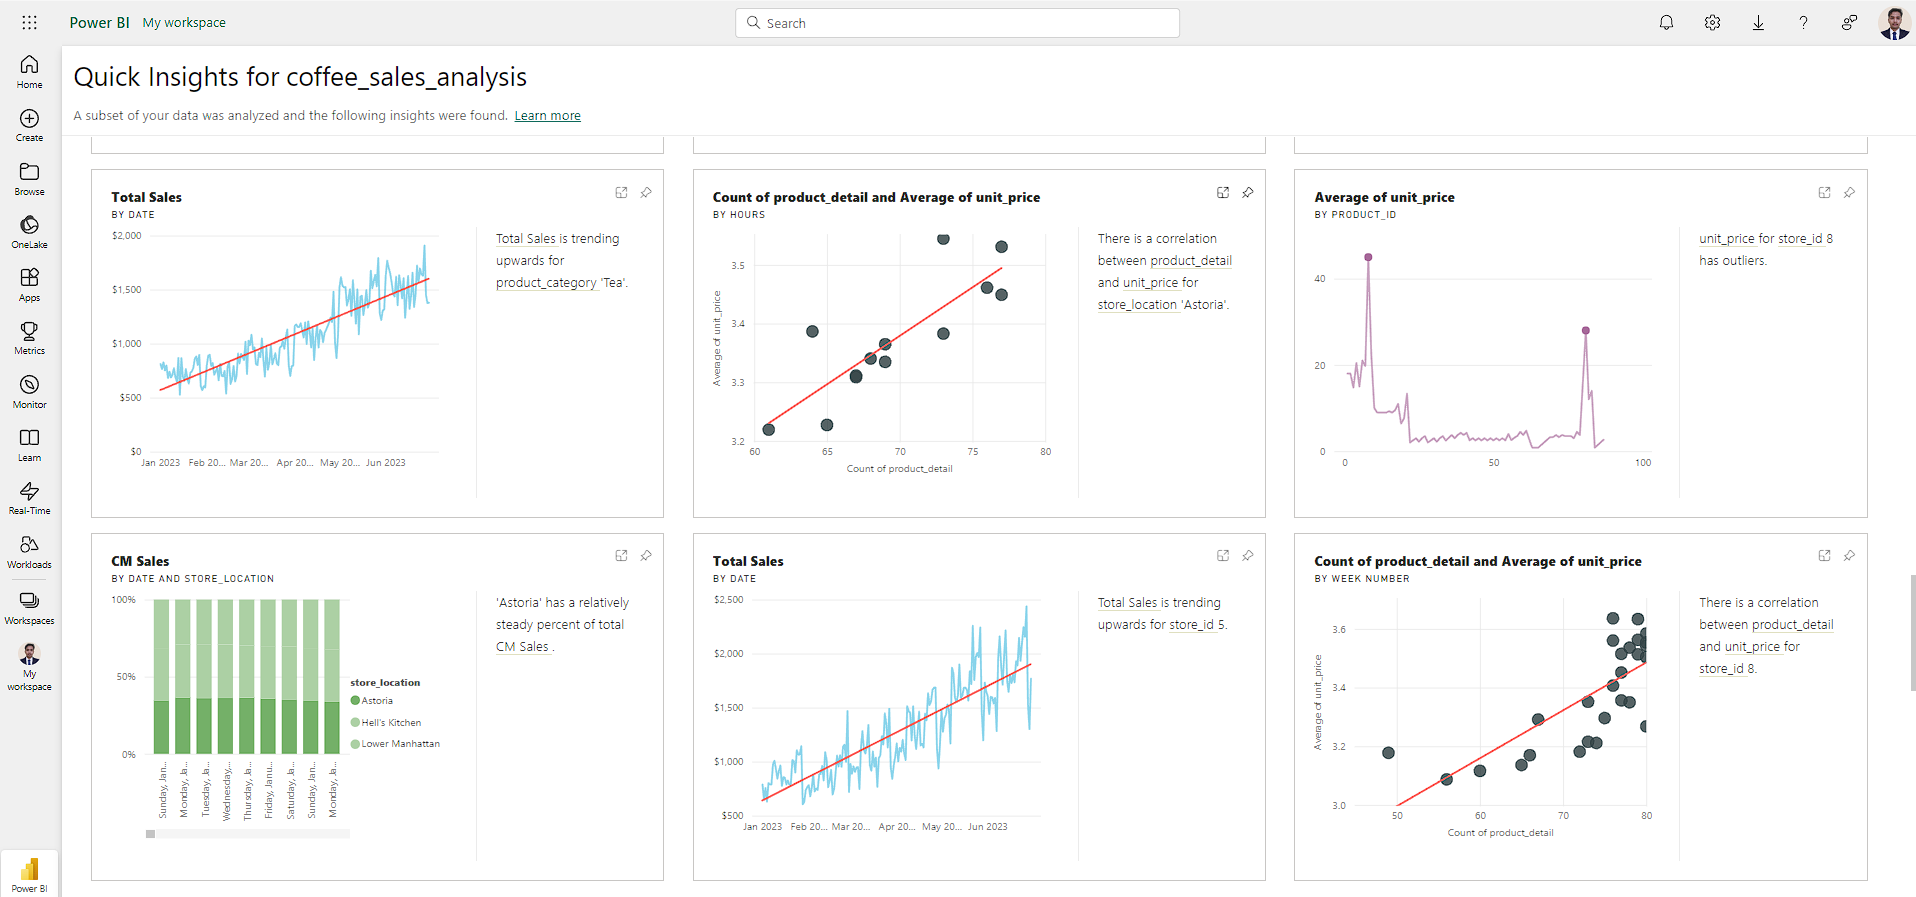 Power BI My workspace
Search
Home
Create
Browse
OneLake
Apps
Metrics
Monitor
Learn
Real-Time
Workloads
Workspaces
My
workspace
Power BI
Quick Insights for coffee_sales_analysis
A subset of your data was analyzed and the following insights were found. Learn more
Total Sales
BY DATE
$2,000
$1,500
$1,000
$500
$0
Jan 2023 Feb 20... Mar 20... Apr 20... May 20... Jun 2023
Total Sales is trending
upwards for
product_category 'Tea'.
Count of product_detail and Average of unit_price
BY HOURS
Average of unit_price
3.5
3.4
3.3
3.2
60 65 70 75 80
Count of product_detail
There is a correlation
between product_detail
and unit_price for
store_location 'Astoria'.
Average of unit_price
BY PRODUCT_ID
40
20
0
0 50 100
unit_price for store_id 8
has outliers.
CM Sales
BY DATE AND STORE_LOCATION
100%
50%
0%
Sunday, Jan...
Monday, Ja...
Tuesday, Ja...
Wednesday,...
Thursday, Ja...
Friday, Janu...
Saturday, Ja...
Sunday, Jan...
Monday, Ja...
store_location
Astoria
Hell's Kitchen
Lower Manhattan
'Astoria' has a relatively
steady percent of total
CM Sales .
Total Sales
BY DATE
$2,500
$2,000
$1,500
$1,000
$500
Jan 2023 Feb 20... Mar 20... Apr 20... May 20... Jun 2023
Total Sales is trending
upwards for store_id 5.
Count of product_detail and Average of unit_price
BY WEEK NUMBER
Average of unit_price
3.6
3.4
3.2
3.0
50 60 70 80
Count of product_detail
There is a correlation
between product_detail
and unit_price for
store_id 8.